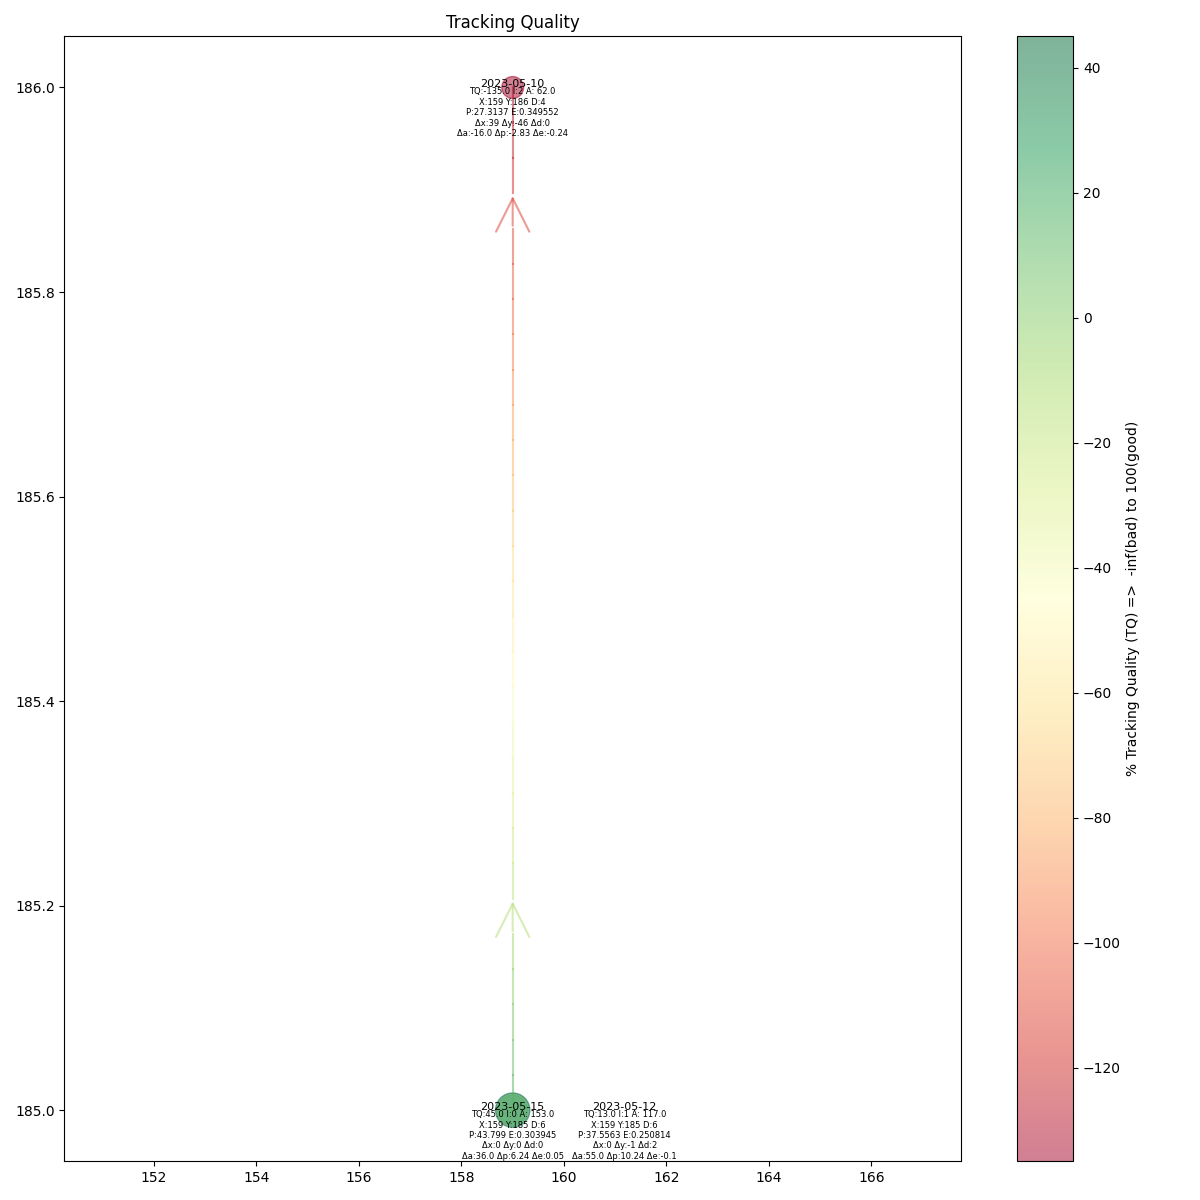 Tracking Quality
186.0
185.8
185.6
185.4
185.2
185.0
2023-05-10
TQ:-135.0 I:2 A: 62.0
X:159 Y:186 D:4
P:27.3137 E:0.349552
Δx:39 Δy:-46 Δd:0
Δa:-16.0 Δp:-2.83 Δe:-0.24
2023-05-15
TQ:45.0 I:0 A: 153.0
X:159 Y:185 D:6
P:43.799 E:0.303945
Δx:0 Δy:0 Δd:0
Δa:36.0 Δp:6.24 Δe:0.05
2023-05-12
TQ:13.0 I:1 A: 117.0
X:159 Y:185 D:6
P:37.5563 E:0.250814
Δx:0 Δy:-1 Δd:2
Δa:55.0 Δp:10.24 Δe:-0.1
152 154 156 158 160 162 164 166
40
20
0
−20
−40
−60
−80
−100
−120
% Tracking Quality (TQ) => -inf(bad) to 100(good)